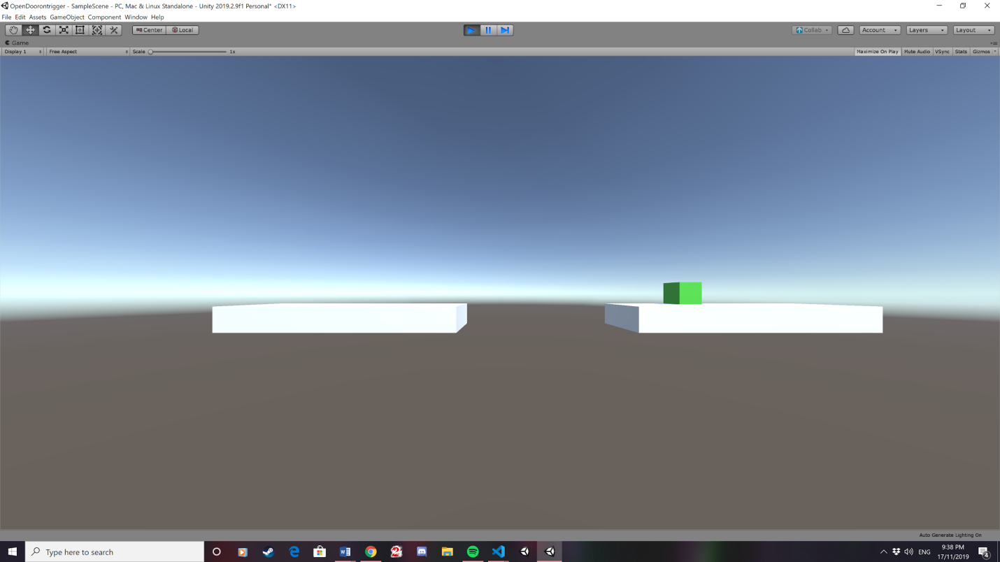 OpenDoorontrigger - SampleScene - PC, Mac & Linux Standalone - Unity 2019.2.9f1 Personal* <DX11>
File Edit Assets GameObject Component Window Help
Center Local Collab Account Layers Layout
Game
Display 1 Free Aspect Scale 1x Maximize On Play Mute Audio VSync Stats Gizmos
Auto Generate Lighting On
Type here to search
ENG
9:38 PM
17/11/2019
4